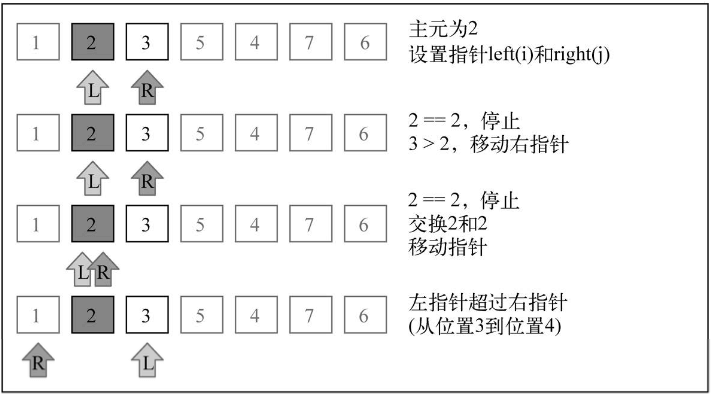 1 2 3 5 4 7 6
主元为2
设置指针left(i)和right(j)
L R
1 2 3 5 4 7 6
2 == 2，停止
3 > 2，移动右指针
L R
1 2 3 5 4 7 6
2 == 2，停止
交换2和2
移动指针
L R
1 2 3 5 4 7 6
左指针超过右指针
(从位置3到位置4)
R L